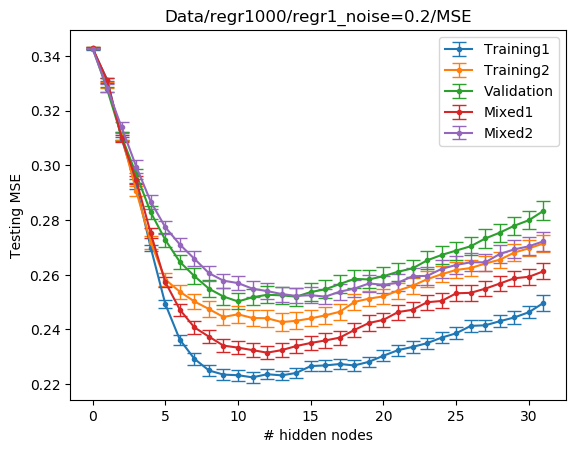 Data/regr1000/regr1_noise=0.2/MSE
Testing MSE
0.34
0.32
0.30
0.28
0.26
0.24
0.22
Training1
Training2
Validation
Mixed1
Mixed2
0 5 10 15 20 25 30
# hidden nodes